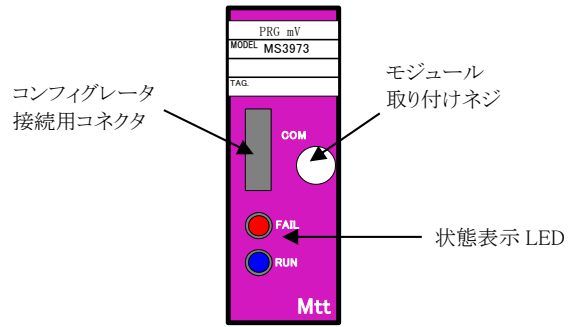 PRG mV
MODEL MS3973
TAG.
コンフィグレータ
接続用コネクタ
モジュール
取り付けネジ
COM
FAIL
状態表示 LED
RUN
Mtt